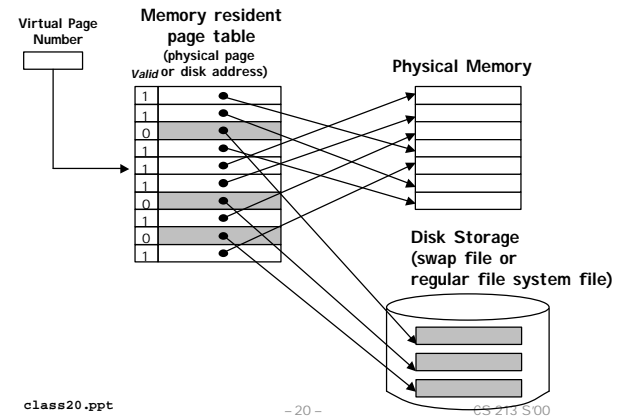 Virtual Page
Number
Memory resident
page table
(physical page
or disk address)
Valid
Physical Memory
1
1
0
1
1
1
0
1
0
1
Disk Storage
(swap file or
regular file system file)
class20.ppt
– 20 –
CS 213 S'00